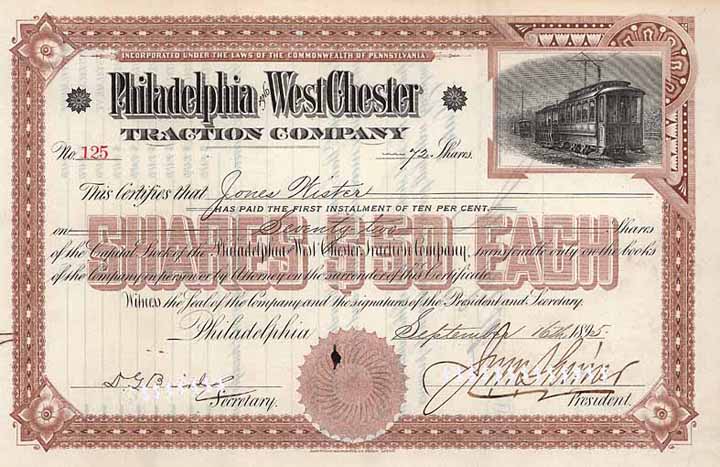 INCORPORATED UNDER THE LAWS OF THE COMMONWEALTH OF PENNSYLVANIA
Philadelphia and West Chester
TRACTION COMPANY
No. 125
72 Shares.
This Certifies that Jones Wister
HAS PAID THE FIRST INSTALMENT OF TEN PER CENT.
on Seventy two Shares
SHARES $50 EACH
of the Capital Stock of the Philadelphia and West Chester Traction Company, transferable only on the books
of the Company in person or by Attorney on the surrender of this Certificate.
Witness the Seal of the Company and the signatures of the President and Secretary.
Philadelphia September 16th 1895.
Secretary.
President.